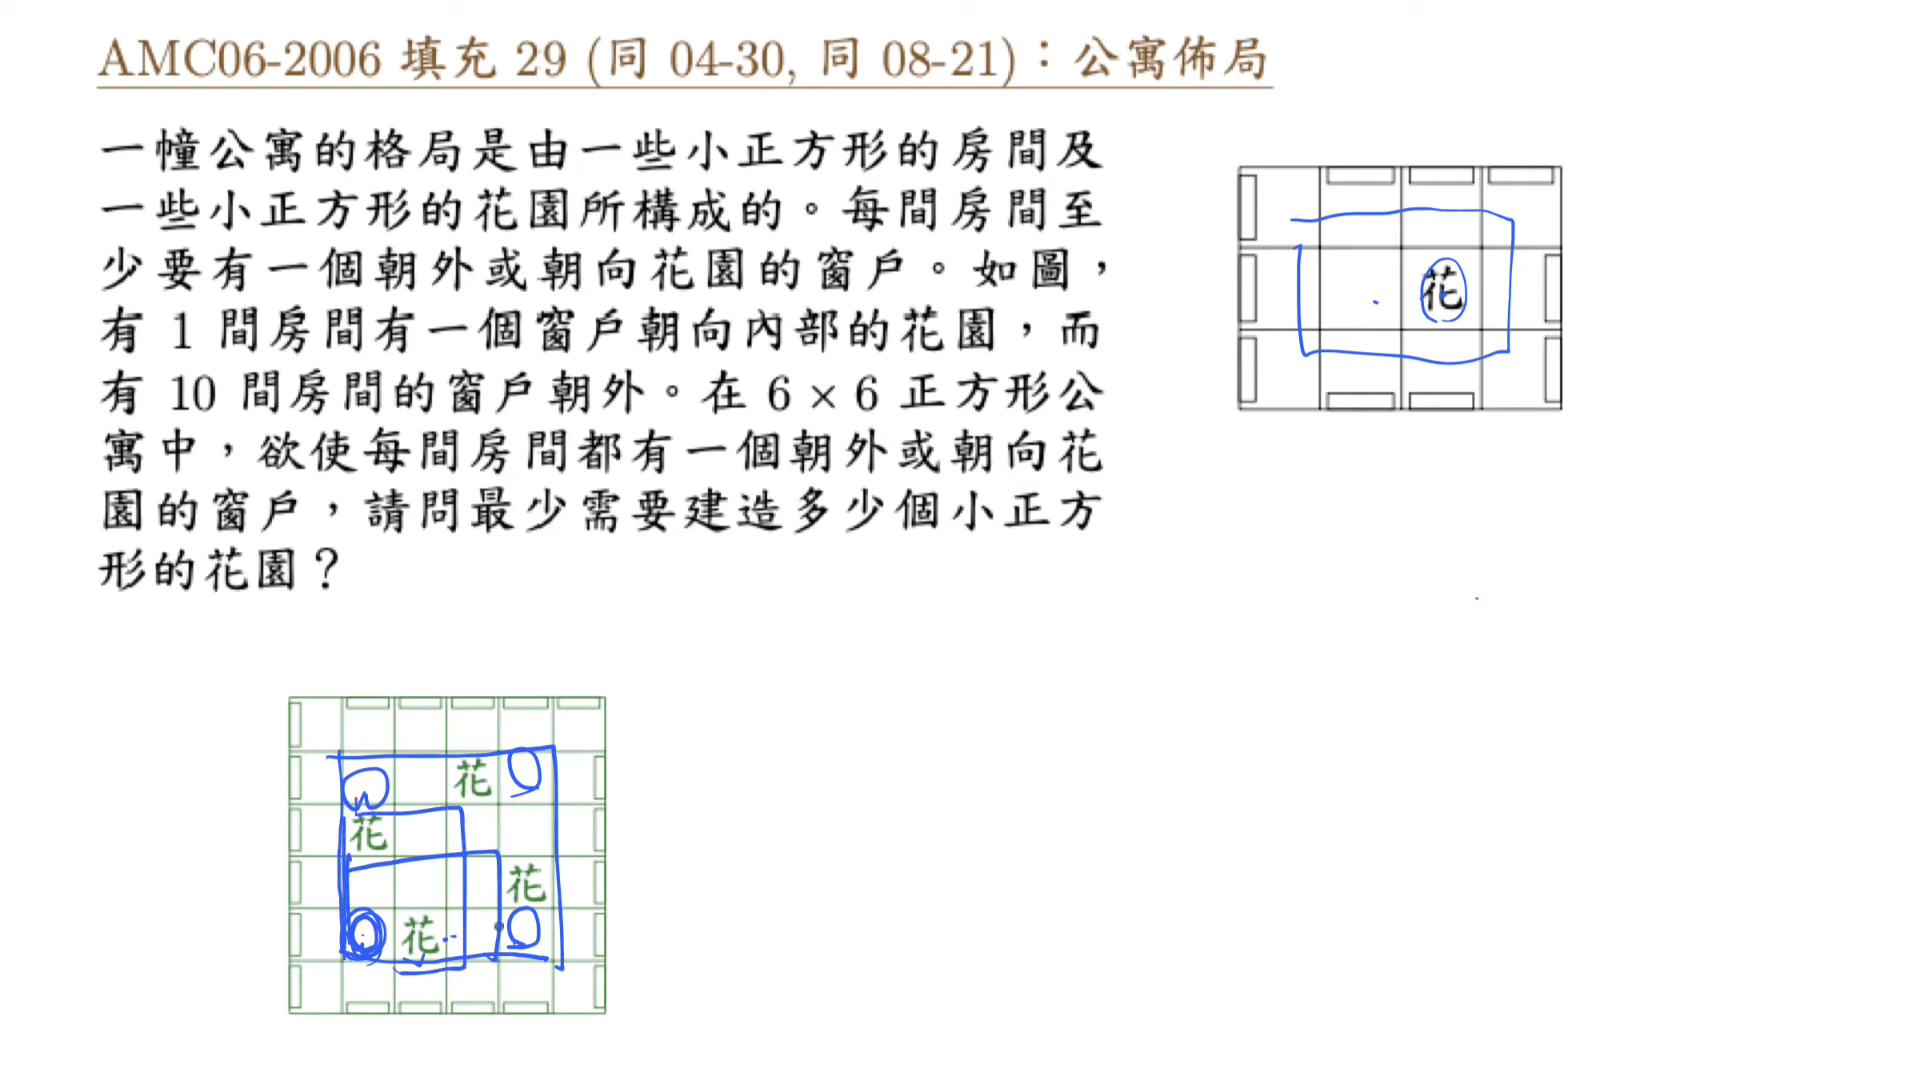 AMC06-2006 填充 29 (同 04-30, 同 08-21)：公寓佈局
一幢公寓的格局是由一些小正方形的房間及
一些小正方形的花園所構成的。每間房間至
少要有一個朝外或朝向花園的窗戶。如圖，
有 1 間房間有一個窗戶朝向內部的花園，而
有 10 間房間的窗戶朝外。在 6 × 6 正方形公
寓中，欲使每間房間都有一個朝外或朝向花
園的窗戶，請問最少需要建造多少個小正方
形的花園？
花
花
花
花
花